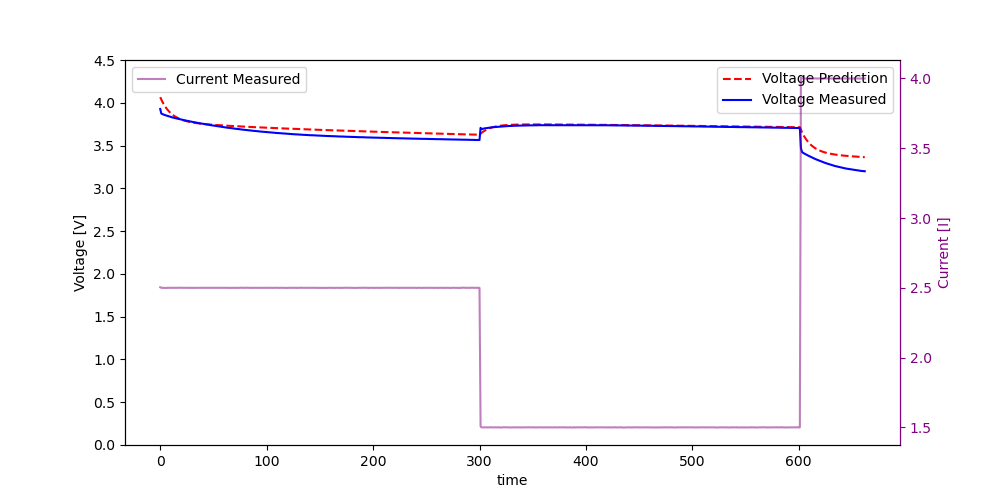 Current Measured
Voltage Prediction
Voltage Measured
4.5
4.0
3.5
3.0
2.5
2.0
1.5
1.0
0.5
0.0
Voltage [V]
4.0
3.5
3.0
2.5
2.0
1.5
Current [I]
0 100 200 300 400 500 600
time